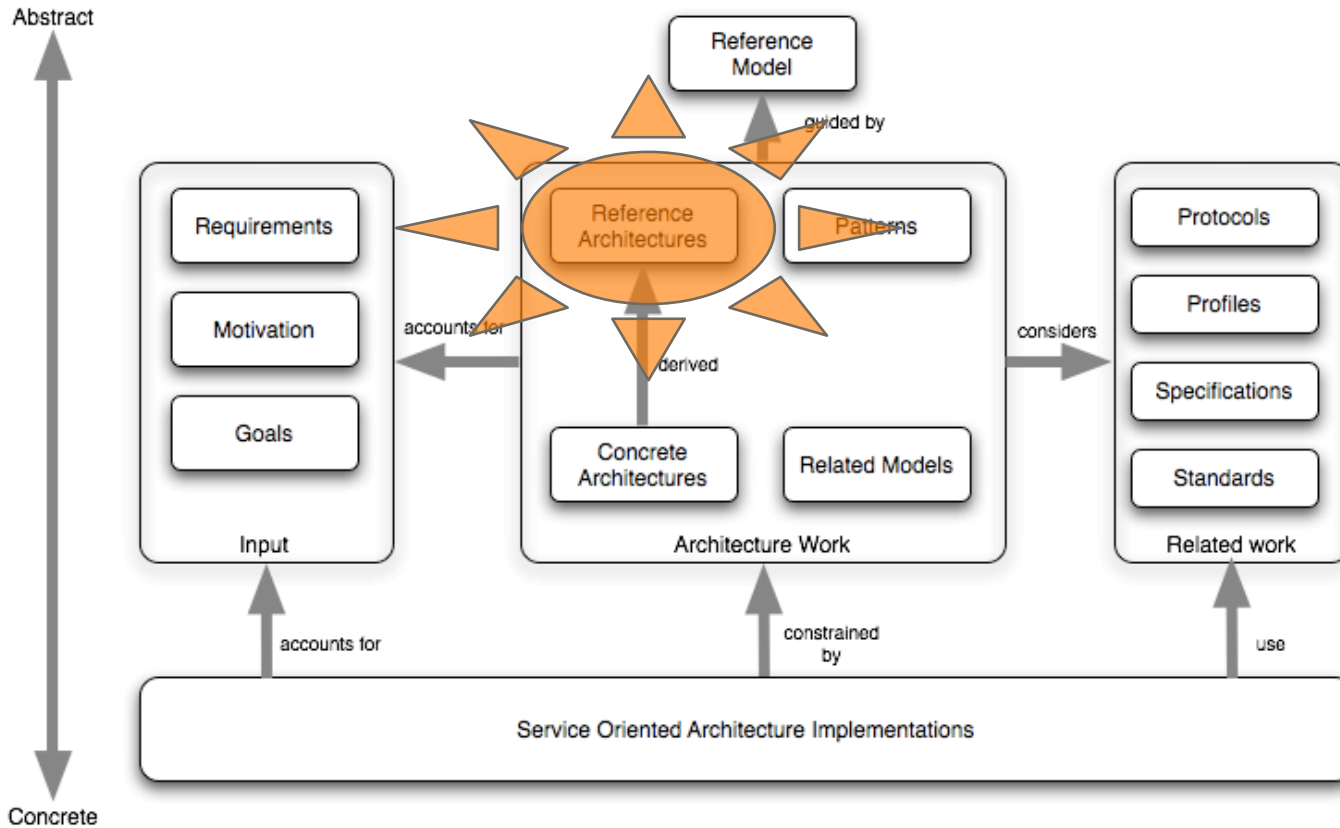 Abstract
Reference
Model
guided by
Requirements
Motivation
Goals
Input
accounts for
Reference
Architectures
Patterns
derived
Concrete
Architectures
Related Models
Architecture Work
considers
Protocols
Profiles
Specifications
Standards
Related work
accounts for
constrained
by
use
Service Oriented Architecture Implementations
Concrete